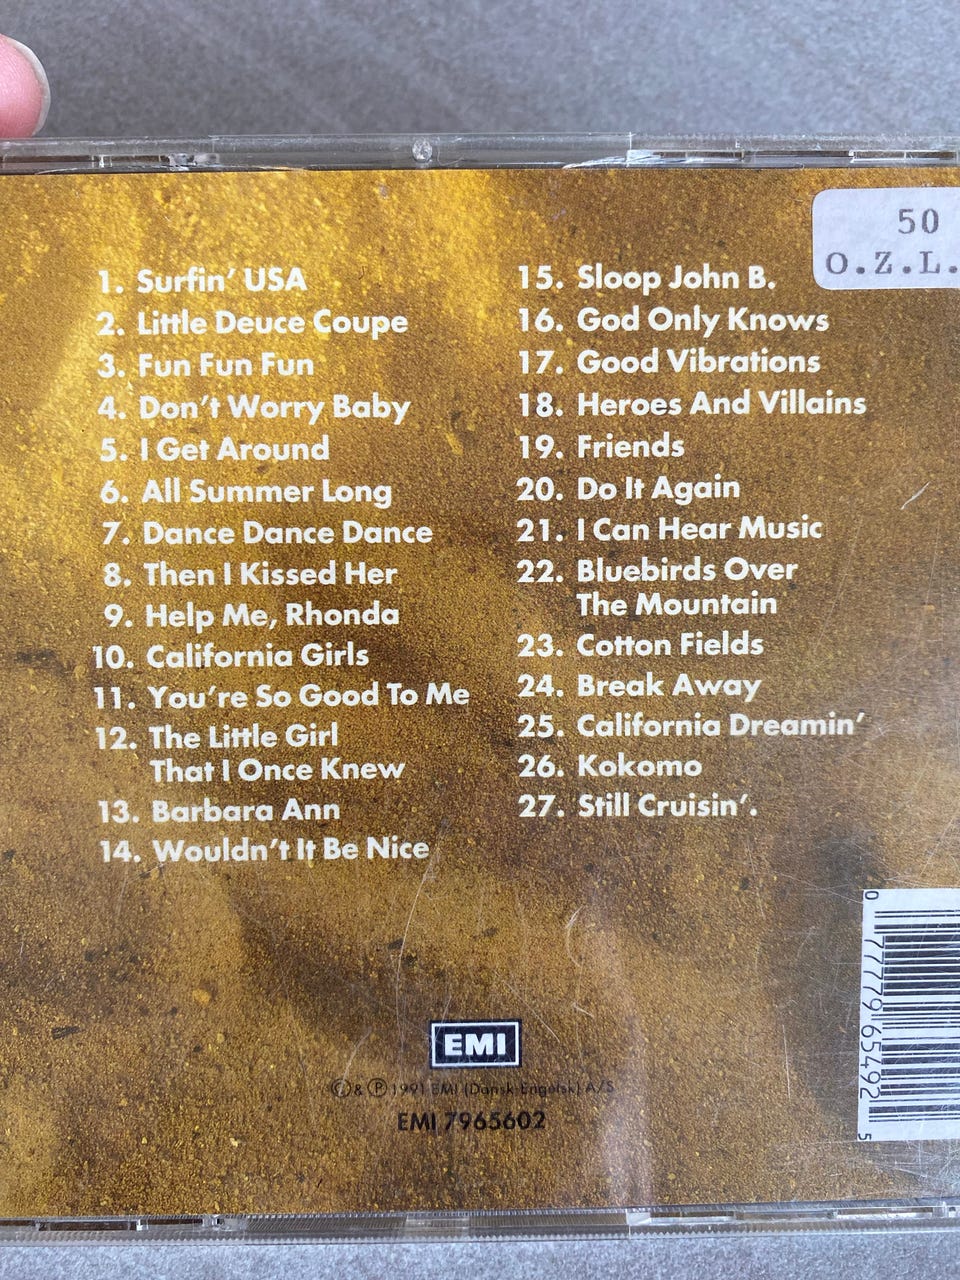 50
O.Z.L.
1. Surfin' USA
2. Little Deuce Coupe
3. Fun Fun Fun
4. Don't Worry Baby
5. I Get Around
6. All Summer Long
7. Dance Dance Dance
8. Then I Kissed Her
9. Help Me, Rhonda
10. California Girls
11. You're So Good To Me
12. The Little Girl
That I Once Knew
13. Barbara Ann
14. Wouldn't It Be Nice
15. Sloop John B.
16. God Only Knows
17. Good Vibrations
18. Heroes And Villains
19. Friends
20. Do It Again
21. I Can Hear Music
22. Bluebirds Over
The Mountain
23. Cotton Fields
24. Break Away
25. California Dreamin'
26. Kokomo
27. Still Cruisin'.
0 77779 65492 5
EMI
© & ℗ 1991 EMI (Dansk-Engelsk) A/S
EMI 7965602